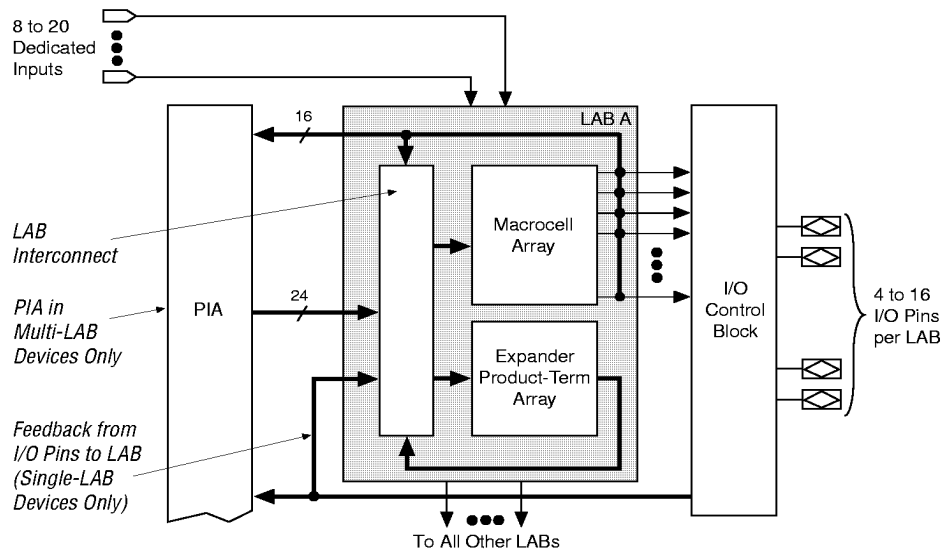 8 to 20
Dedicated
Inputs
LAB A
16
LAB
Interconnect
Macrocell
Array
PIA
24
PIA in
Multi-LAB
Devices Only
I/O
Control
Block
4 to 16
I/O Pins
per LAB
Expander
Product-Term
Array
Feedback from
I/O Pins to LAB
(Single-LAB
Devices Only)
To All Other LABs